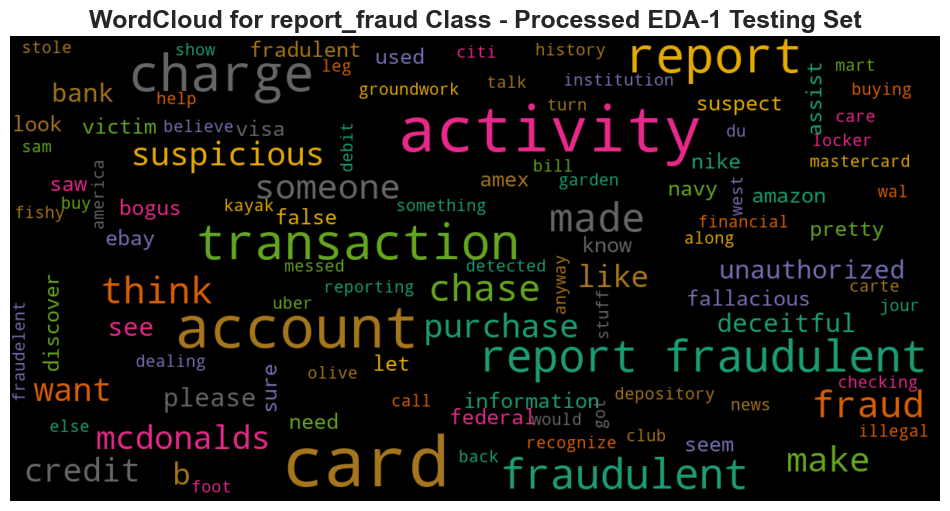 WordCloud for report_fraud Class - Processed EDA-1 Testing Set
stole
show
fradulent
used
citi
history
report
mart
charge
leg
groundwork
talk
institution
assist
buying
bank
help
turn
suspect
care
look
victim
believe
visa
debit
activity
du
locker
sam
suspicious
bill
nike
mastercard
saw
america
someone
amex
garden
navy
west
amazon
wal
fishy
buy
bogus
kayak
false
something
made
financial
pretty
ebay
transaction
know
along
messed
detected
anyway
unauthorized
discover
think
uber
reporting
chase
like
stuff
fallacious
carte
jour
fraudelent
see
account
purchase
deceitful
dealing
sure
olive
let
report fraudulent
checking
want
please
call
information
got
depository
news
fraud
else
mcdonalds
need
federal
would
recognize
club
seem
illegal
credit
b
foot
card
back
fraudulent
make